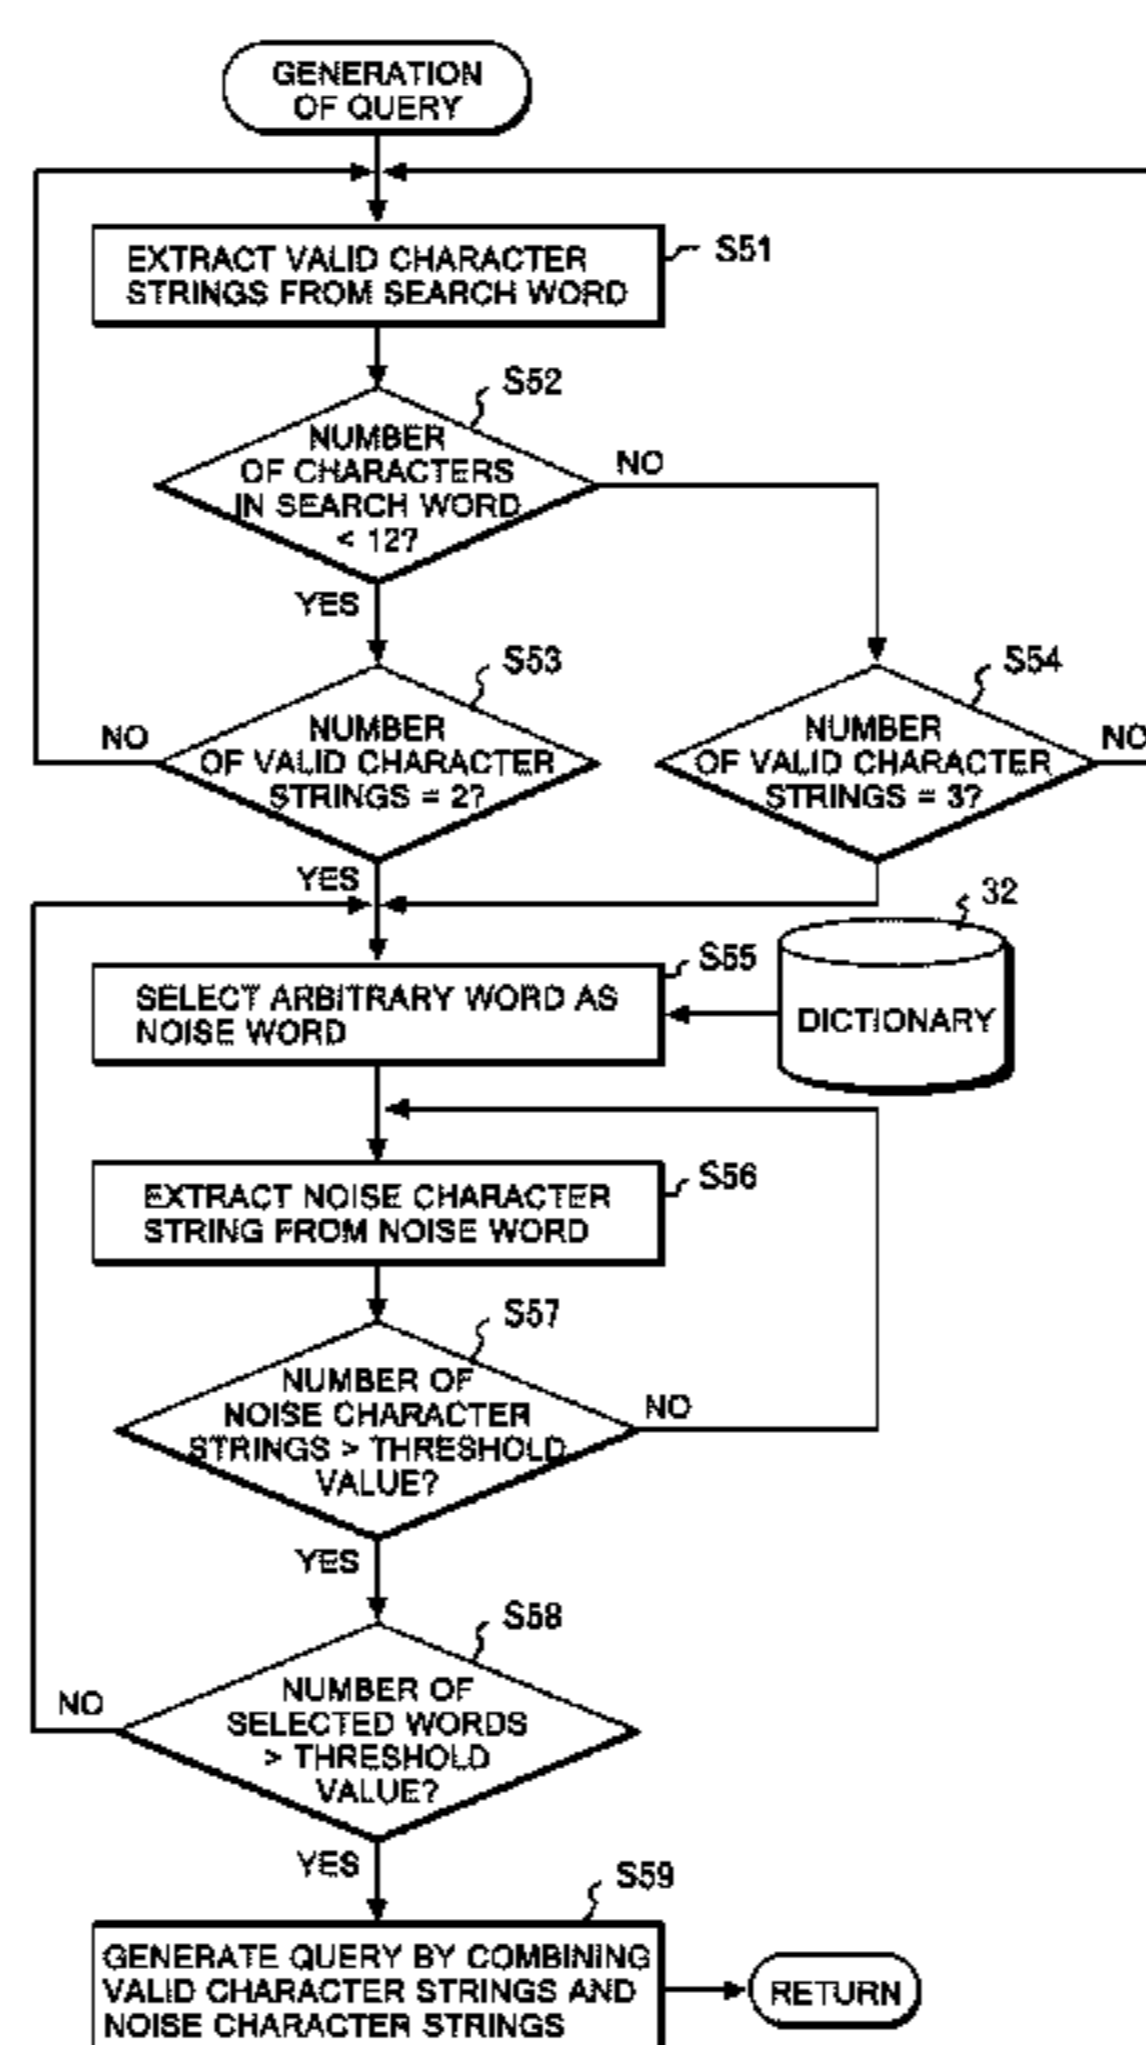 GENERATION
OF QUERY
EXTRACT VALID CHARACTER
STRINGS FROM SEARCH WORD
S51
S52
NUMBER
OF CHARACTERS
IN SEARCH WORD
< 12?
NO
YES
S53
NUMBER
OF VALID CHARACTER
STRINGS = 2?
NO
YES
S54
NUMBER
OF VALID CHARACTER
STRINGS = 3?
NO
32
DICTIONARY
S55
SELECT ARBITRARY WORD AS
NOISE WORD
S56
EXTRACT NOISE CHARACTER
STRING FROM NOISE WORD
S57
NUMBER OF
NOISE CHARACTER
STRINGS > THRESHOLD
VALUE?
NO
YES
S58
NUMBER OF
SELECTED WORDS
> THRESHOLD
VALUE?
NO
YES
S59
GENERATE QUERY BY COMBINING
VALID CHARACTER STRINGS AND
NOISE CHARACTER STRINGS
RETURN